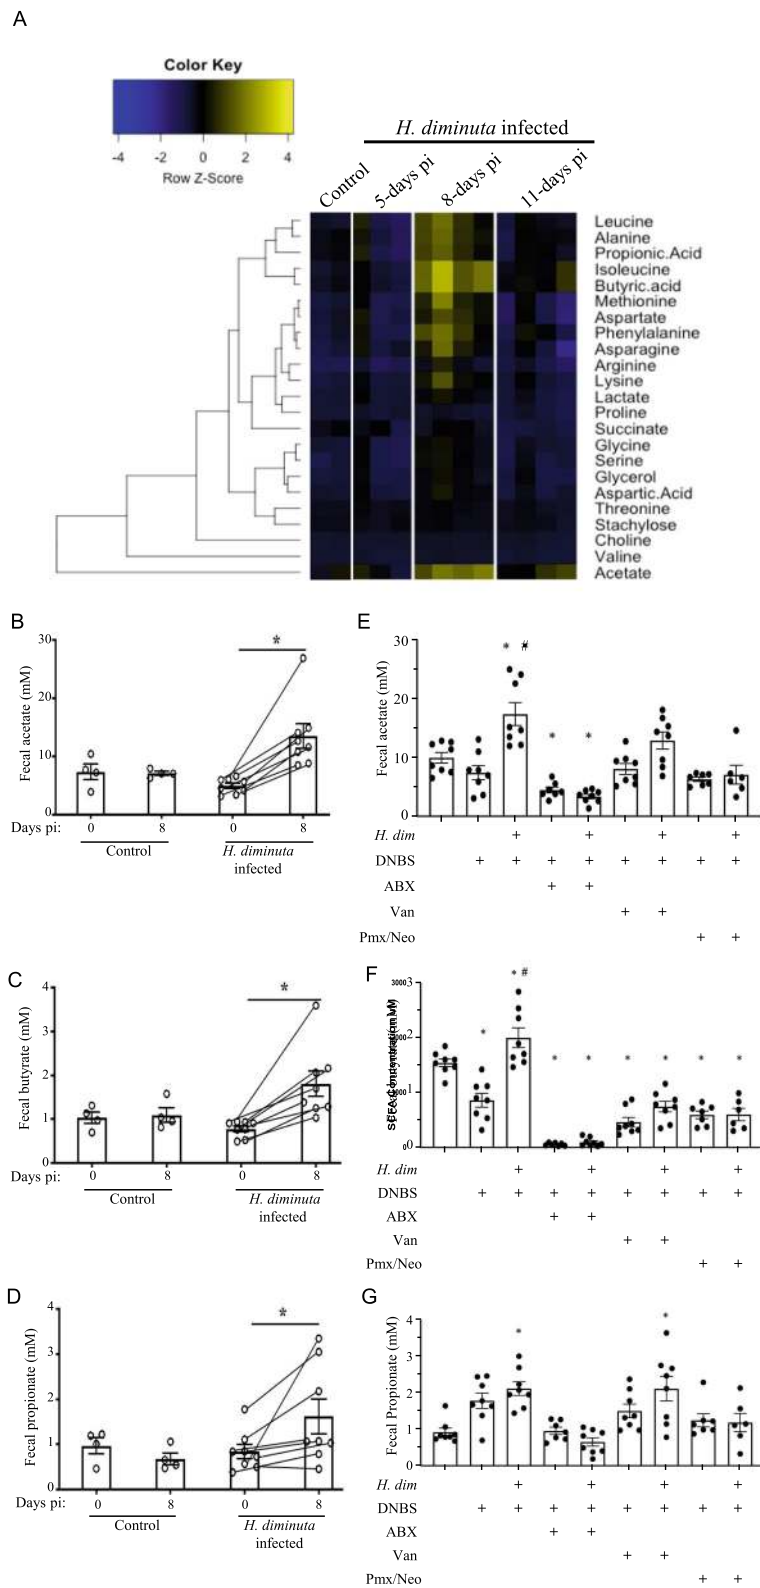 A
Color Key
-4 -2 0 2 4
Row Z-Score
H. diminuta infected
Control 5-days pi 8-days pi 11-days pi
Leucine
Alanine
Propionic.Acid
Isoleucine
Butyric.acid
Methionine
Aspartate
Phenylalanine
Asparagine
Arginine
Lysine
Lactate
Proline
Succinate
Glycine
Serine
Glycerol
Aspartic.Acid
Threonine
Stachylose
Choline
Valine
Acetate
B
Fecal acetate (mM)
30
20
10
0
*
Days pi: 0 8 0 8
Control H. diminuta
infected
E
Fecal acetate (mM)
30
20
10
0
* #
* *
H. dim + + + +
DNBS + + + + + + + +
ABX + +
Van + +
Pmx/Neo + +
C
Fecal butyrate (mM)
4
3
2
1
0
*
Days pi: 0 8 0 8
Control H. diminuta
infected
F
3
2
1
0
* #
* * * * * * *
H. dim + + + +
DNBS + + + + + + + +
ABX + +
Van + +
Pmx/Neo + +
D
Fecal propionate (mM)
4
3
2
1
0
*
Days pi: 0 8 0 8
Control H. diminuta
infected
G
Fecal Propionate (mM)
4
3
2
1
0
* *
H. dim + + + +
DNBS + + + + + + + +
ABX + +
Van + +
Pmx/Neo + +